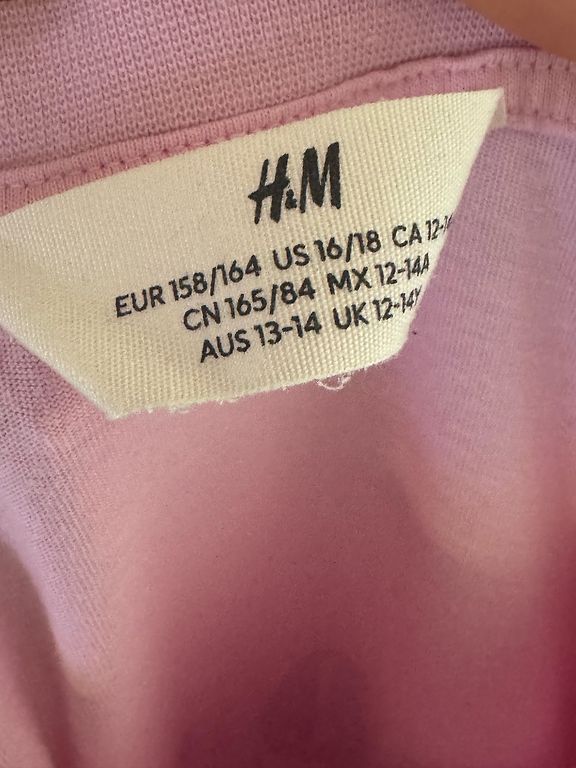 H&M
EUR 158/164 US 16/18 CA 12-
CN 165/84 MX 12-14A
AUS 13-14 UK 12-14Y